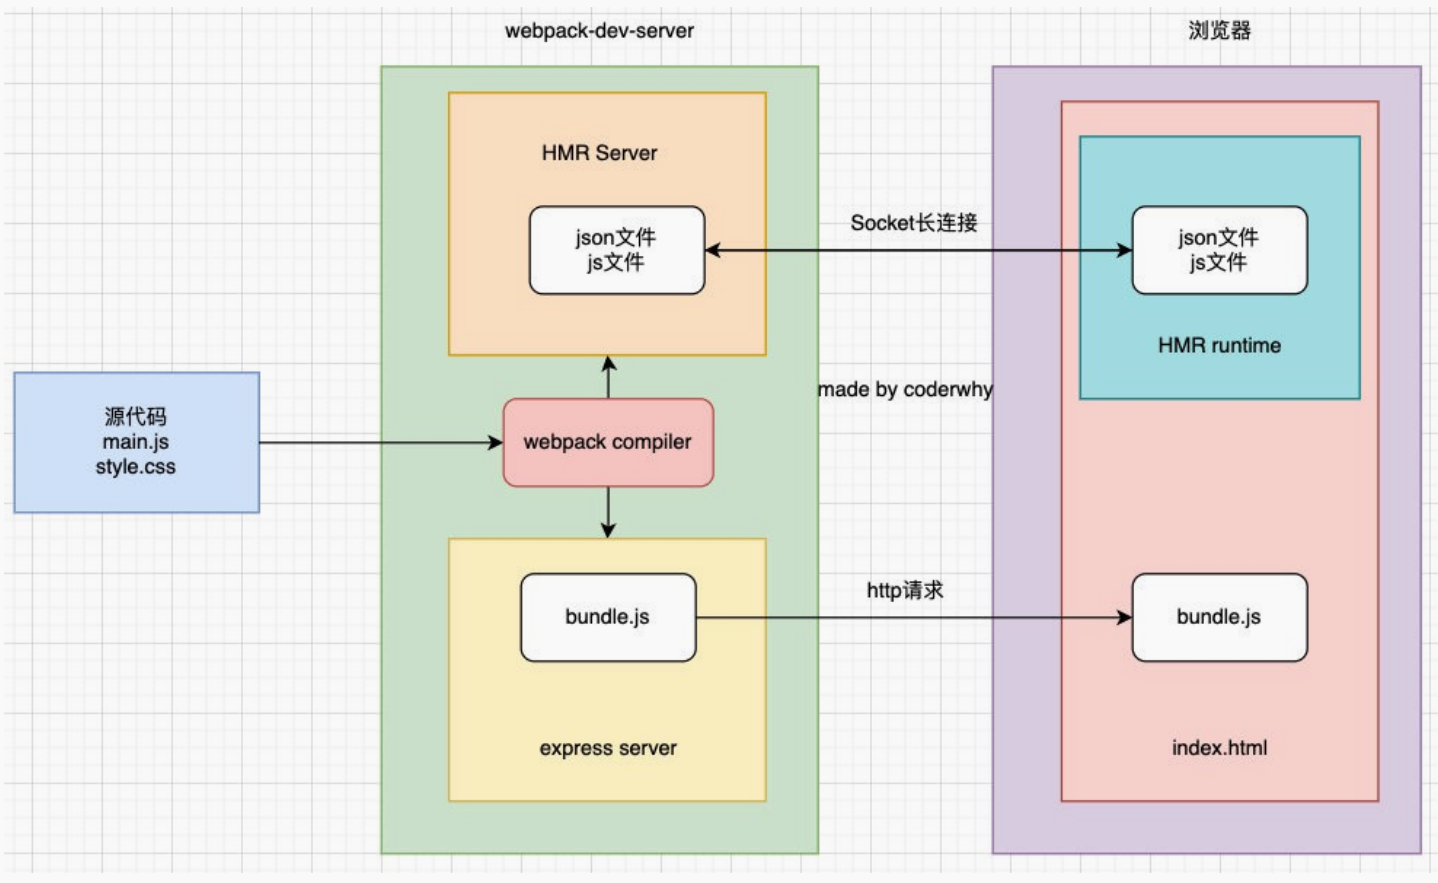 webpack-dev-server
浏览器
HMR Server
json文件
js文件
Socket长连接
json文件
js文件
HMR runtime
made by coderwhy
源代码
main.js
style.css
webpack compiler
http请求
bundle.js
bundle.js
express server
index.html